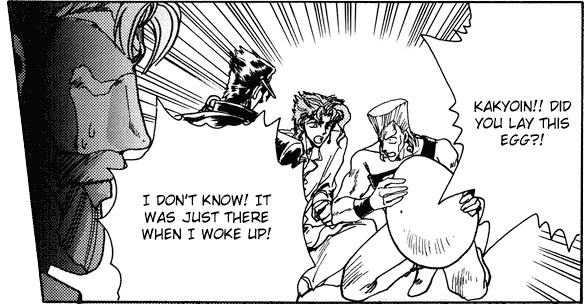 KAKYOIN!! DID
YOU LAY THIS
EGG?!
I DON'T KNOW! IT
WAS JUST THERE
WHEN I WOKE UP!